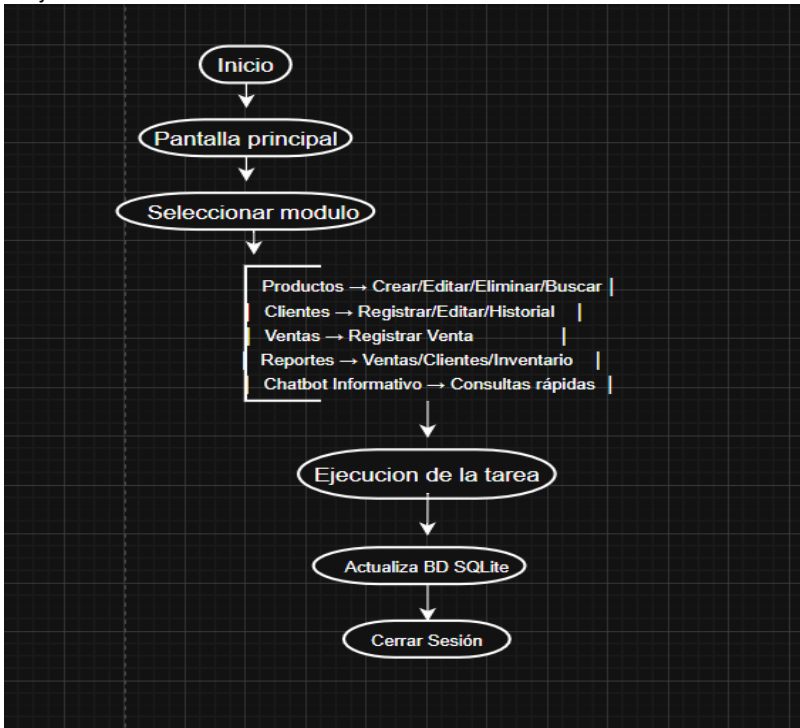 Inicio
Pantalla principal
Seleccionar modulo
Productos → Crear/Editar/Eliminar/Buscar |
| Clientes → Registrar/Editar/Historial |
| Ventas → Registrar Venta |
| Reportes → Ventas/Clientes/Inventario |
| Chatbot Informativo → Consultas rápidas |
Ejecucion de la tarea
Actualiza BD SQLite
Cerrar Sesión